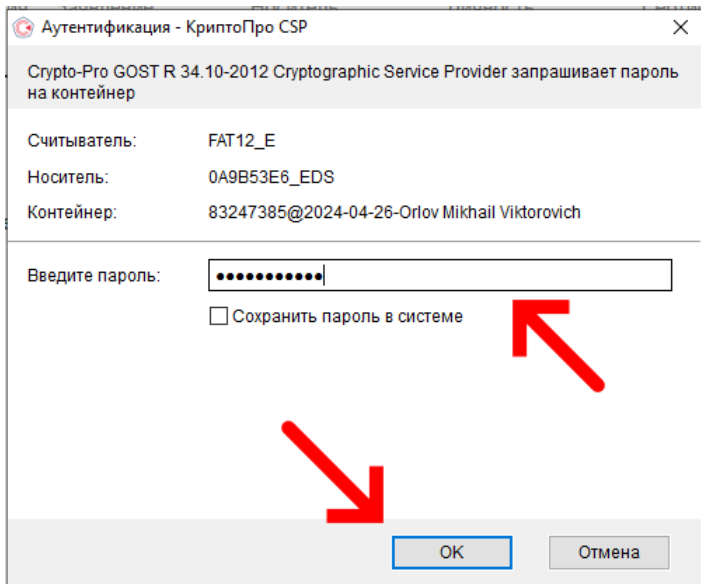 Аутентификация - КриптоПро CSP
Crypto-Pro GOST R 34.10-2012 Cryptographic Service Provider запрашивает пароль
на контейнер
Считыватель: FAT12_E
Носитель: 0A9B53E6_EDS
Контейнер: 83247385@2024-04-26-Orlov Mikhail Viktorovich
Введите пароль: ●●●●●●●●●●●
Сохранить пароль в системе
OK Отмена